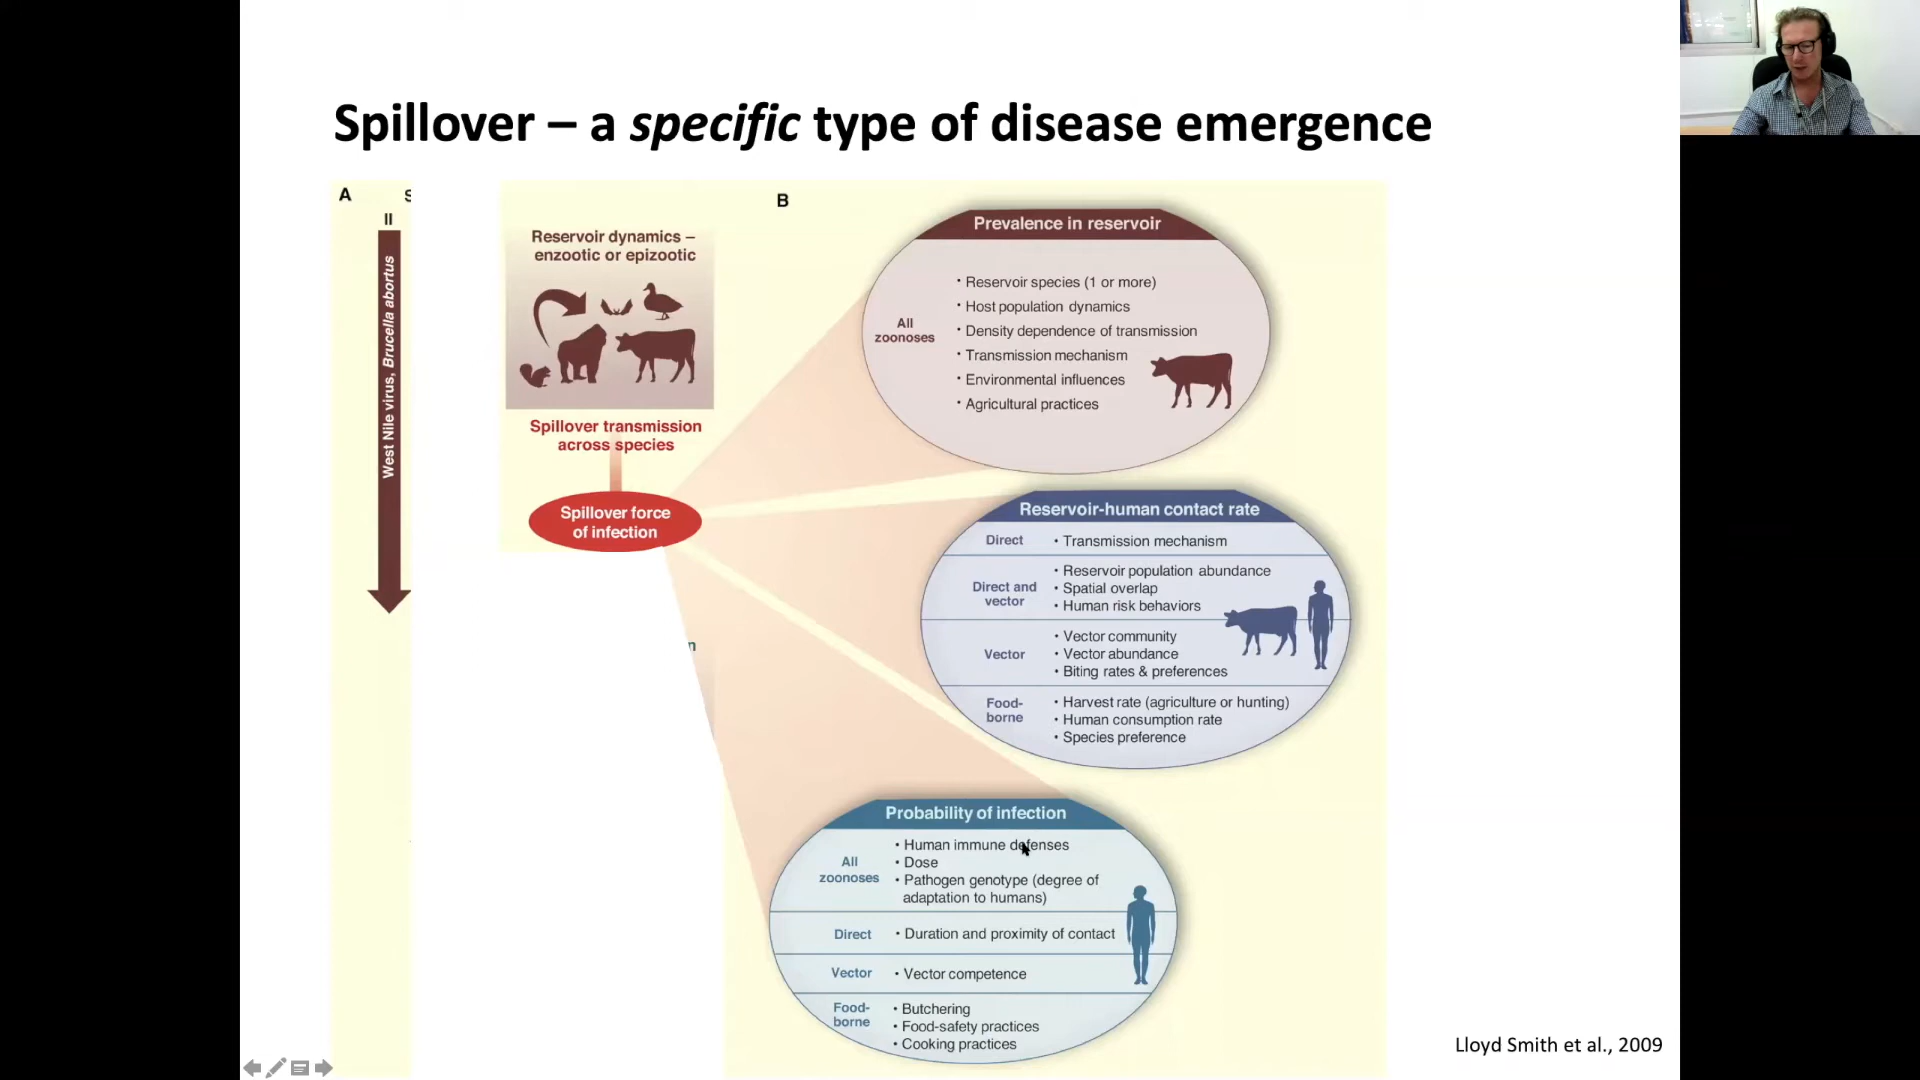 Spillover – a specific type of disease emergence
A
S
II
West Nile virus, Brucella abortus
Reservoir dynamics –
enzootic or epizootic
Spillover transmission
across species
Spillover force
of infection
n
B
Prevalence in reservoir
All
zoonoses
• Reservoir species (1 or more)
• Host population dynamics
• Density dependence of transmission
• Transmission mechanism
• Environmental influences
• Agricultural practices
Reservoir-human contact rate
Direct
• Transmission mechanism
Direct and
vector
• Reservoir population abundance
• Spatial overlap
• Human risk behaviors
Vector
• Vector community
• Vector abundance
• Biting rates & preferences
Food-
borne
• Harvest rate (agriculture or hunting)
• Human consumption rate
• Species preference
Probability of infection
All
zoonoses
• Human immune defenses
• Dose
• Pathogen genotype (degree of
adaptation to humans)
Direct
• Duration and proximity of contact
Vector
• Vector competence
Food-
borne
• Butchering
• Food-safety practices
• Cooking practices
Lloyd Smith et al., 2009